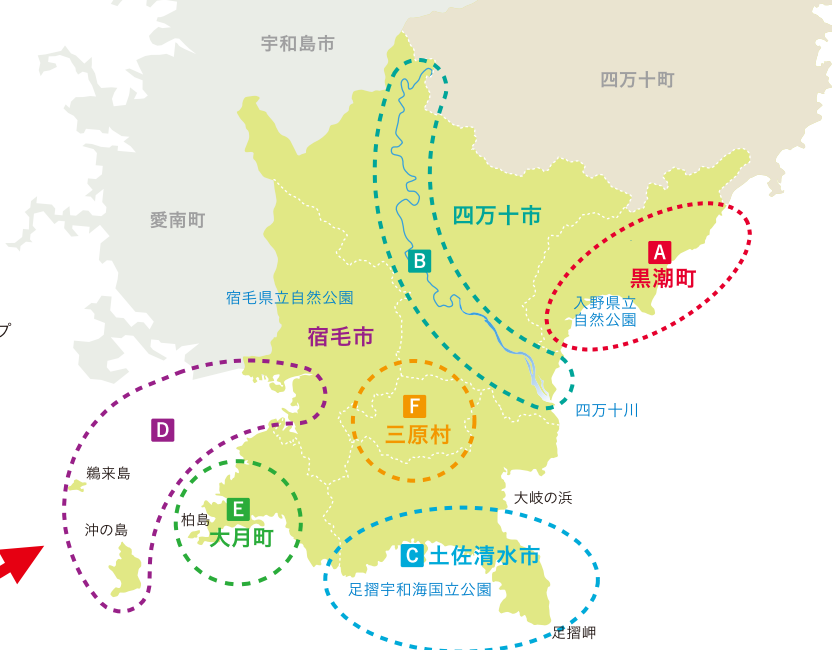 宇和島市
四万十町
愛南町
四万十市
A
黒潮町
B
入野県立
自然公園
宿毛県立自然公園
プ
宿毛市
F
三原村
四万十川
D
鵜来島
大岐の浜
E
柏島
大月町
沖の島
C 土佐清水市
足摺宇和海国立公園
足摺岬